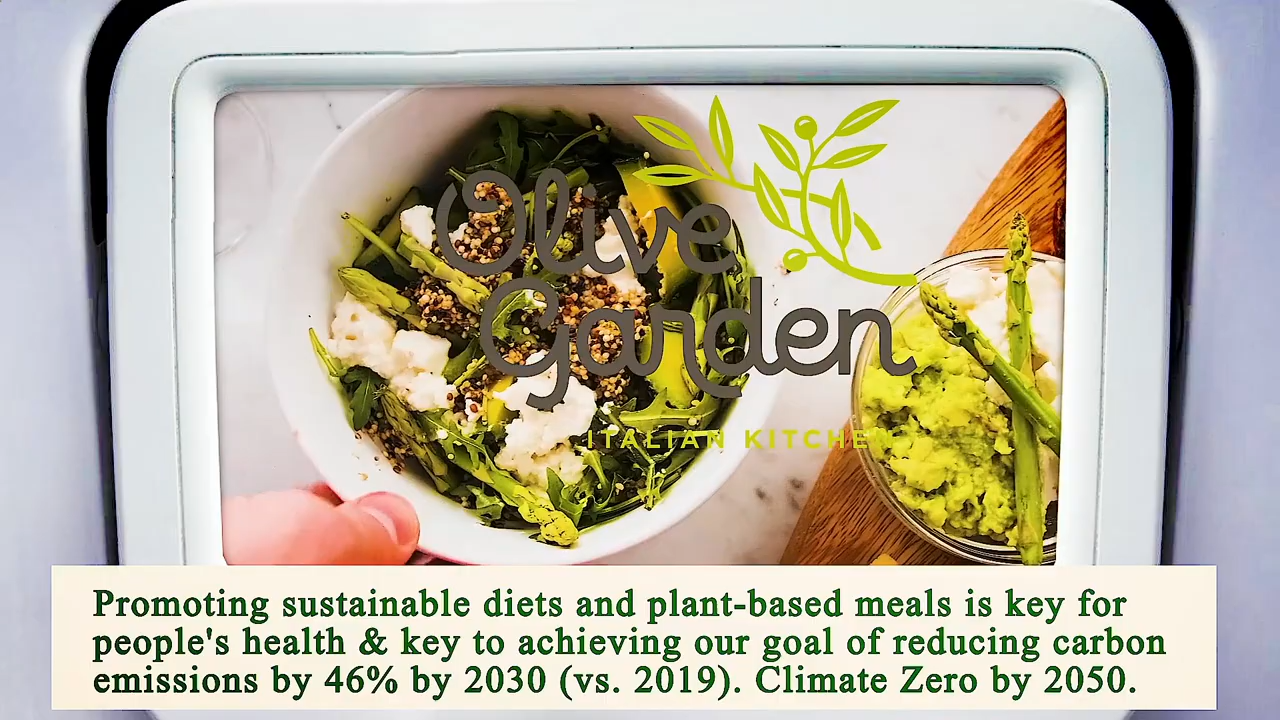 Olive
Garden
ITALIAN KITCHEN
Promoting sustainable diets and plant-based meals is key for
people's health & key to achieving our goal of reducing carbon
emissions by 46% by 2030 (vs. 2019). Climate Zero by 2050.